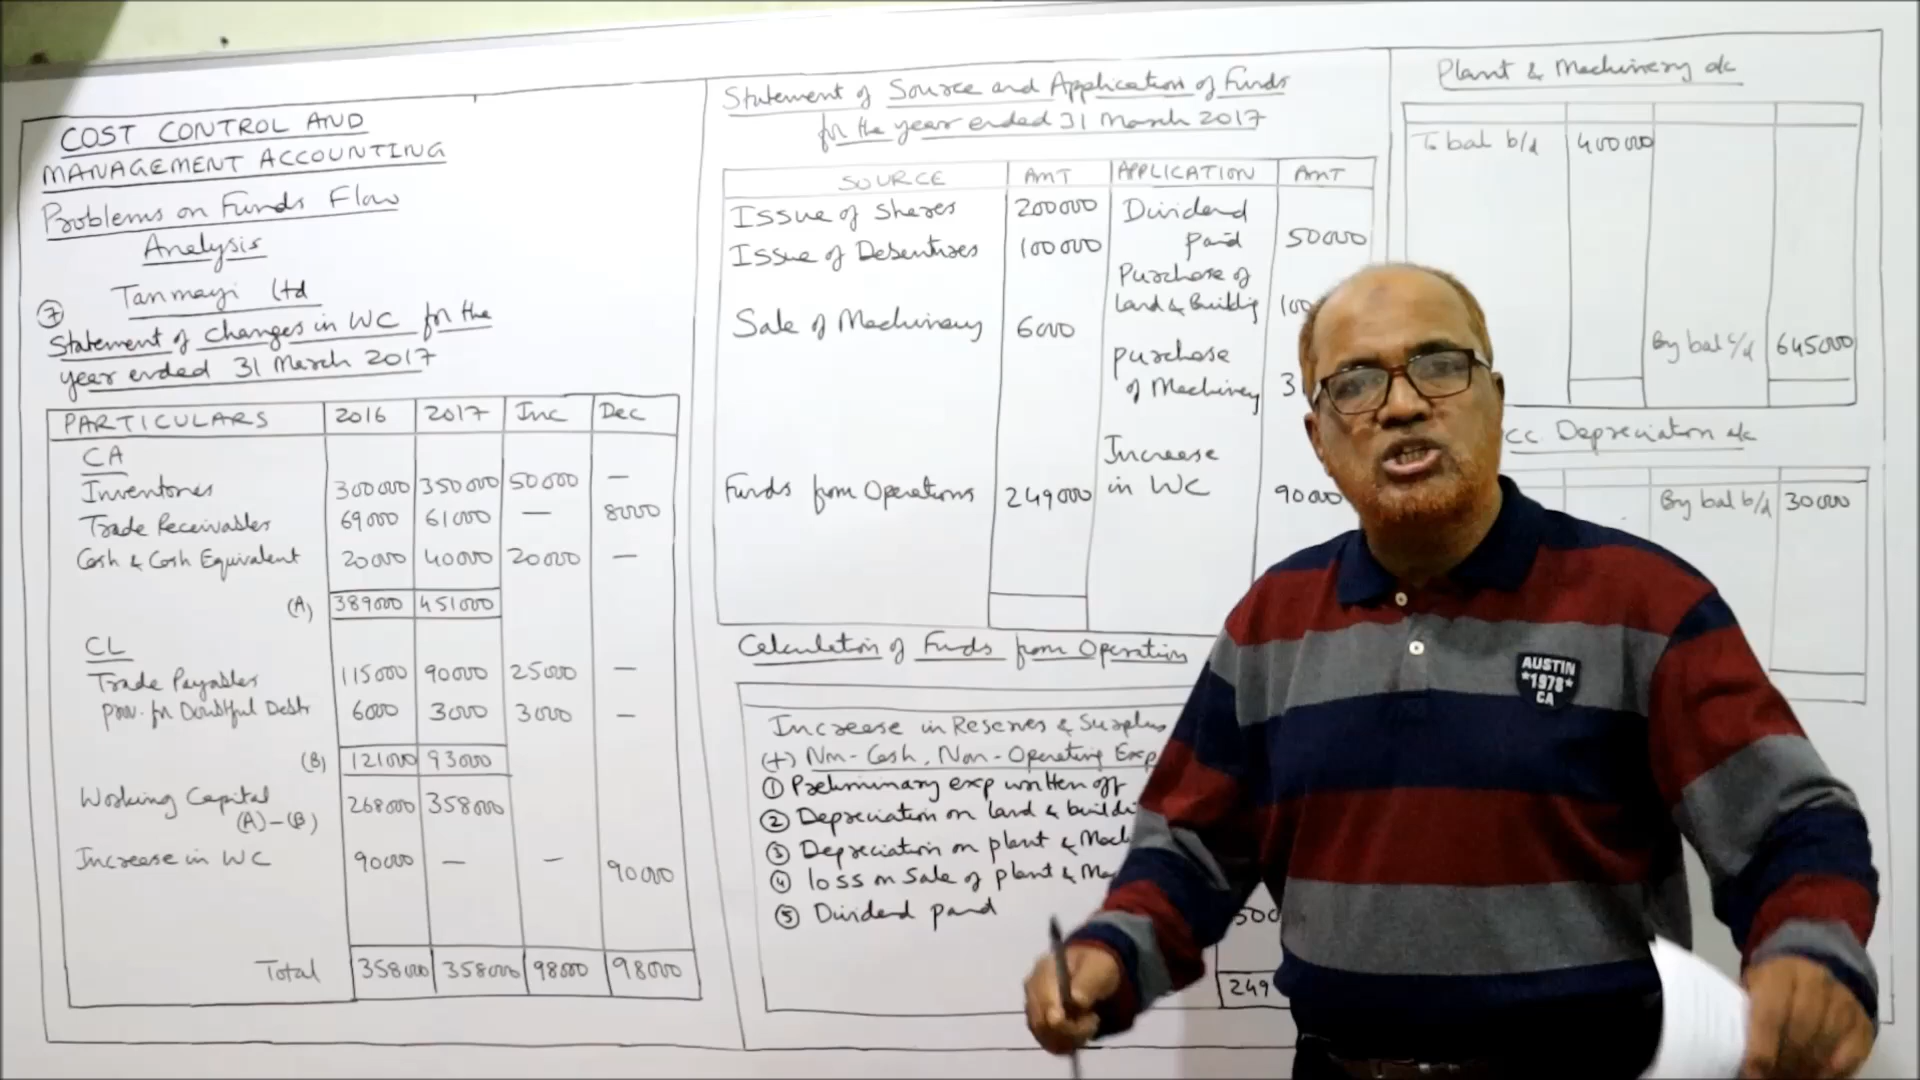 COST CONTROL AND
MANAGEMENT ACCOUNTING
Problems on Funds Flow
Analysis
⑦ Tanmayi Ltd
Statement of changes in WC for the
year ended 31 March 2017
PARTICULARS 2016 2017 Inc Dec
CA
Inventories 300000 350000 50000 —
Trade Receivables 69000 61000 — 8000
Cash & Cash Equivalent 20000 40000 20000 —
(A) 389000 451000
CL
Trade Payables 115000 90000 25000 —
Prov. for Doubtful Debts 6000 3000 3000 —
(B) 121000 93000
Working Capital 268000 358000
(A)-(B)
Increase in WC 90000 — — 90000
Total 358000 358000 98000 98000
Statement of Source and Application of Funds
for the year ended 31 March 2017
SOURCE AMT APPLICATION AMT
Issue of Shares 200000 Dividend
paid 50000
Issue of Debentures 100000 Purchase of
land & Building 100
Sale of Machinery 6000
purchase
of Machinery 3
Increase
Funds from Operations 249000 in WC 90000
Calculation of Funds from Operation
Increase in Reserves & Surplus
(+) Non-Cash, Non-Operating Exp
① Preliminary exp written off
② Depreciation on land & buildi
③ Depreciation on plant & Mach
④ loss on Sale of plant & Ma
⑤ Dividend paid 500
249
Plant & Machinery a/c
To bal b/d 400000
By bal c/d 645000
cc Depreciation a/c
By bal b/d 30000
AUSTIN
*1978*
CA